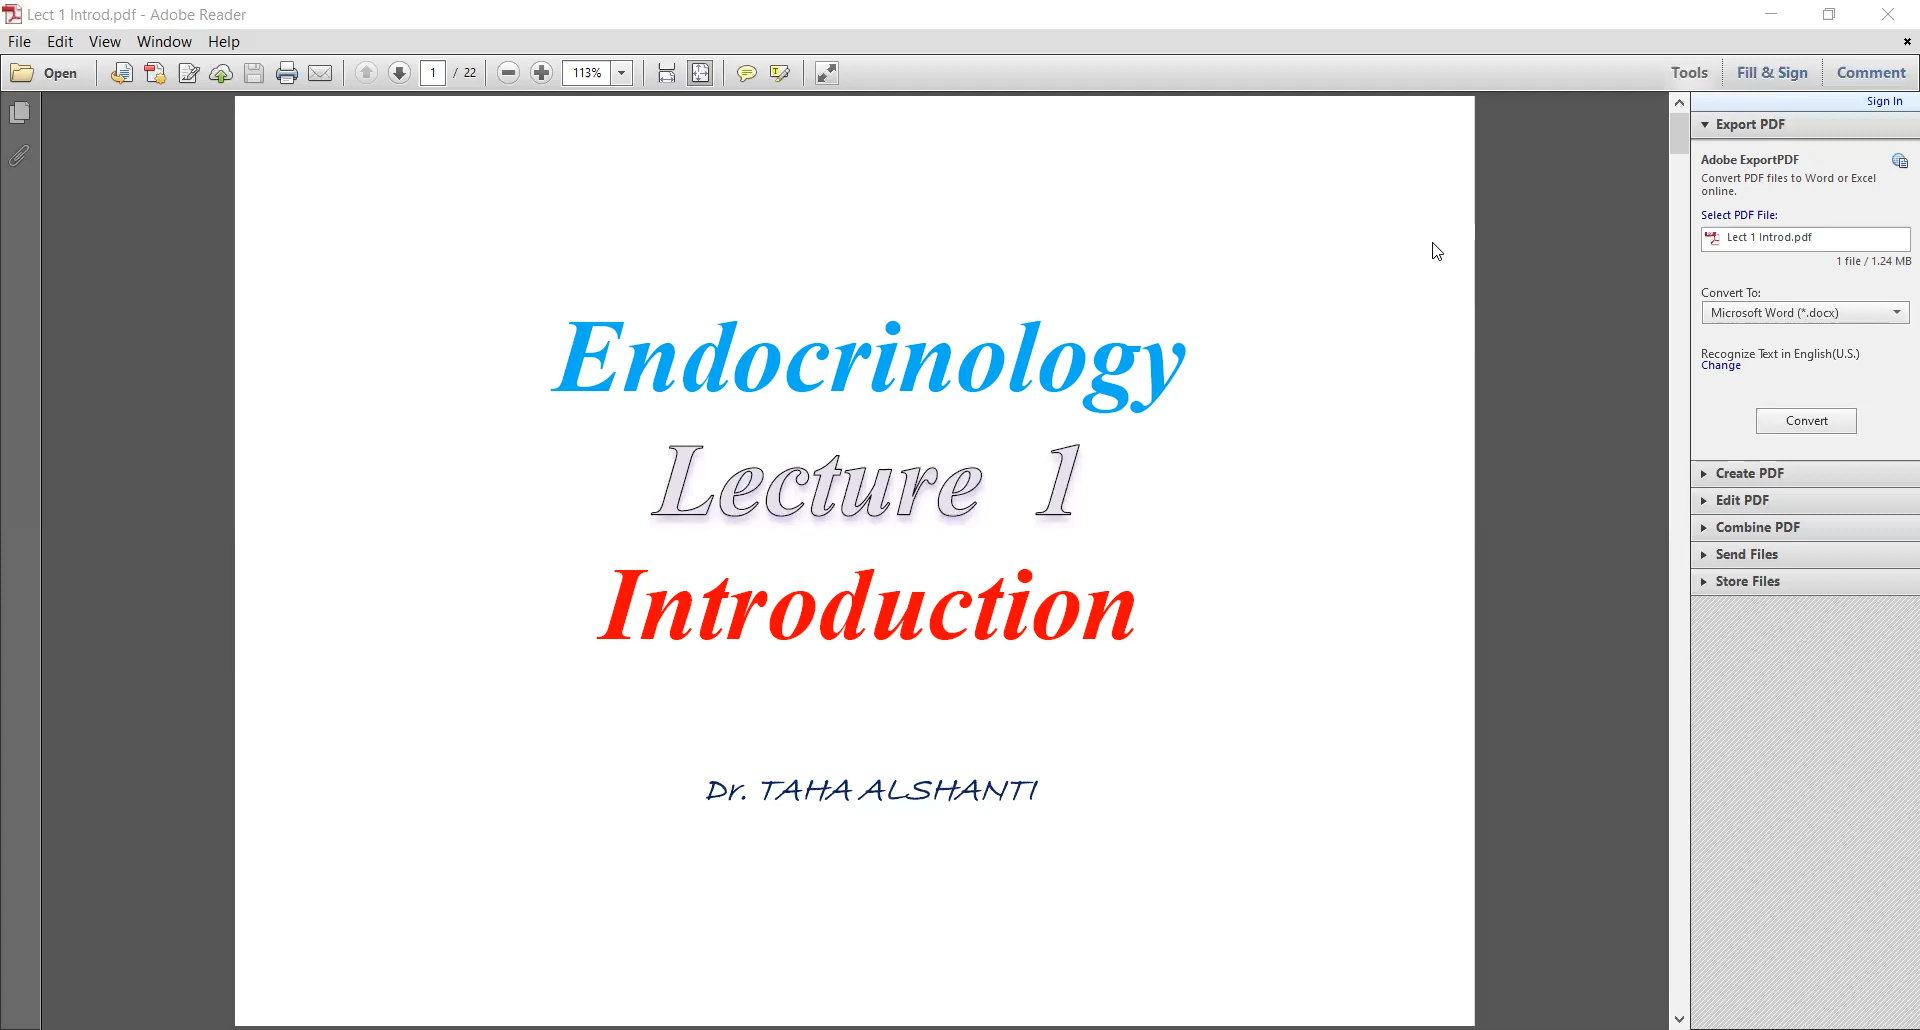 Lect 1 Introd.pdf - Adobe Reader
File Edit View Window Help
Open 1 / 22 113% Tools Fill & Sign Comment
Sign In
Export PDF
Adobe ExportPDF
Convert PDF files to Word or Excel
online.
Select PDF File:
Lect 1 Introd.pdf
1 file / 1.24 MB
Convert To:
Microsoft Word (*.docx)
Recognize Text in English(U.S.)
Change
Convert
Create PDF
Edit PDF
Combine PDF
Send Files
Store Files
Endocrinology
Lecture 1
Introduction
Dr. TAHA ALSHANTI